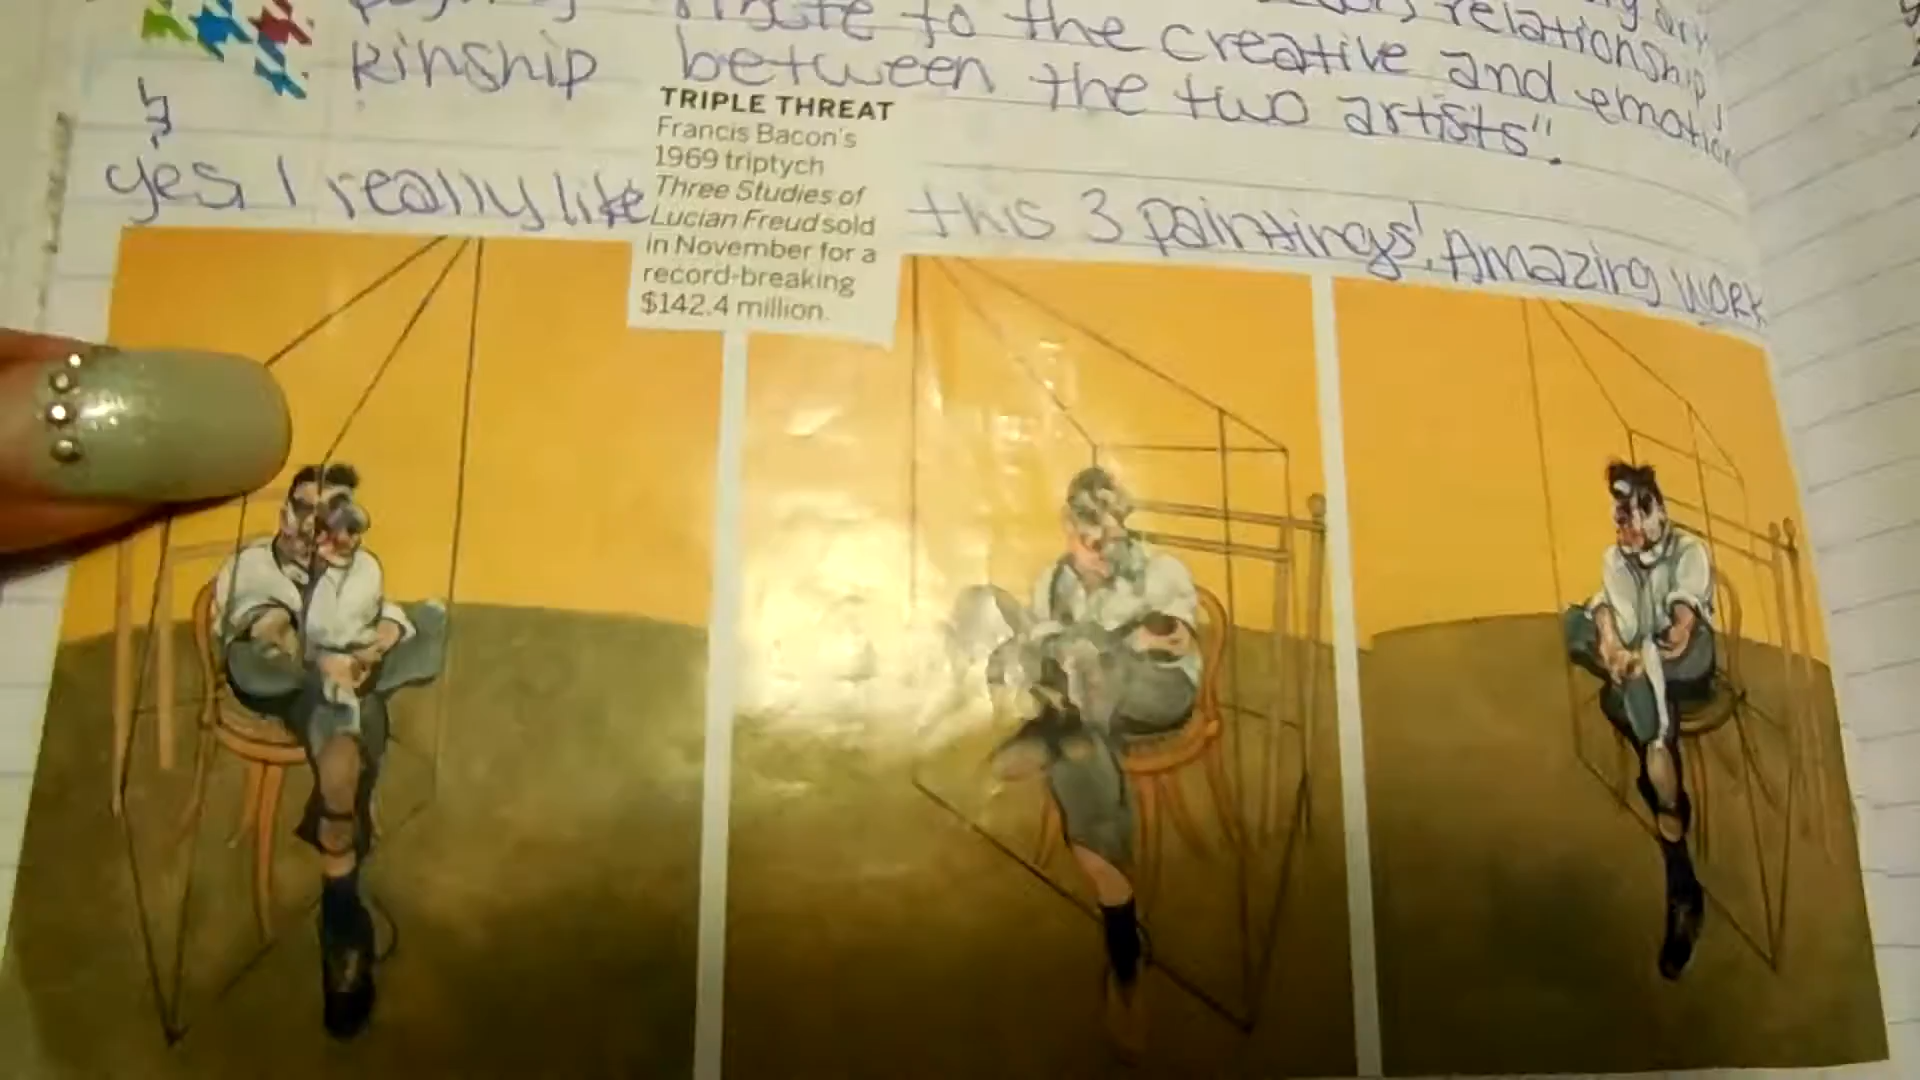 to the creative and
relationship,
kinship between the two artists".
TRIPLE THREAT
Francis Bacon's
1969 triptych
Three Studies of
Lucian Freud sold
in November for a
record-breaking
$142.4 million.
yes, I really like this 3 paintings'. Amazing work